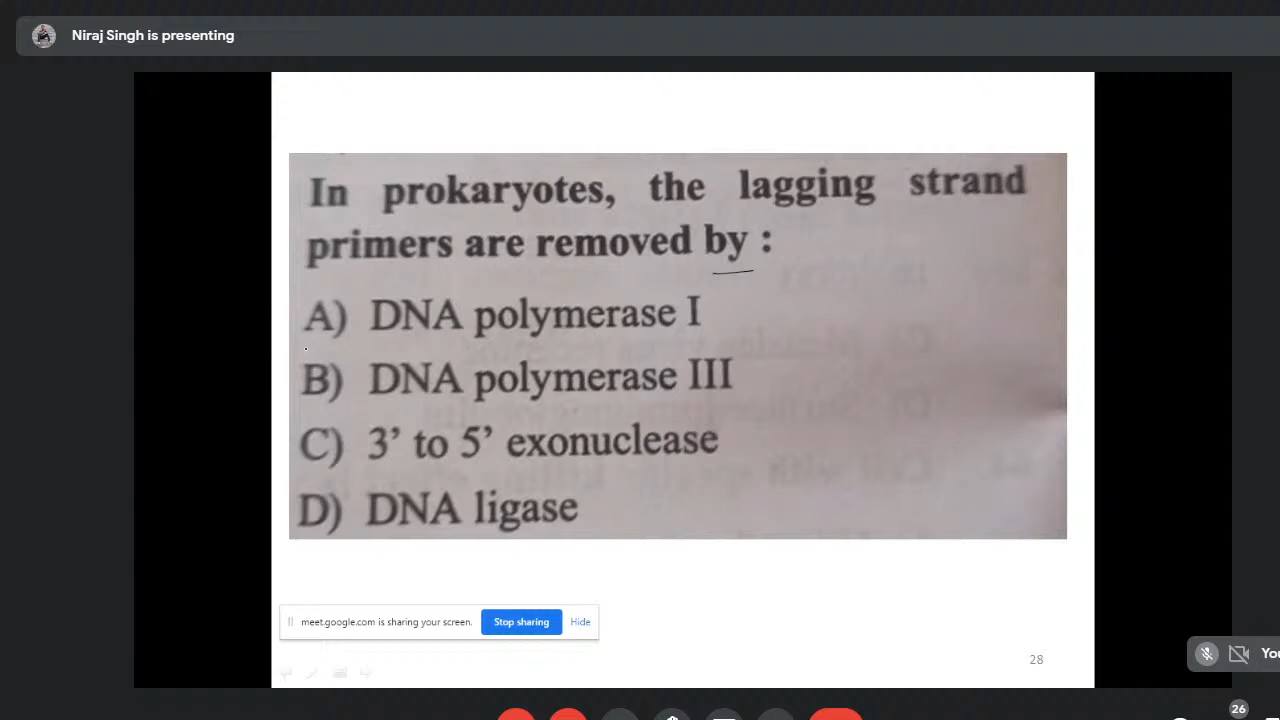 Niraj Singh is presenting
In prokaryotes, the lagging strand
primers are removed by :
A) DNA polymerase I
B) DNA polymerase III
C) 3’ to 5’ exonuclease
D) DNA ligase
meet.google.com is sharing your screen. Stop sharing Hide
28
You
26